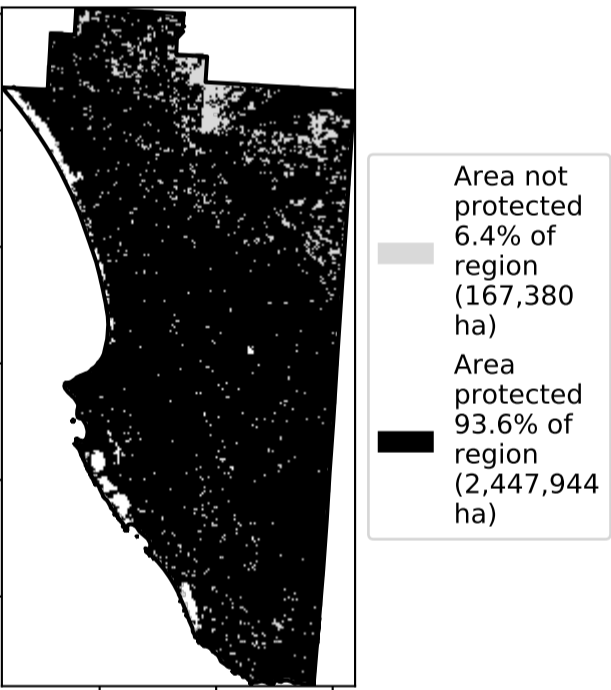 Area not
protected
6.4% of
region
(167,380
ha)
Area
protected
93.6% of
region
(2,447,944
ha)